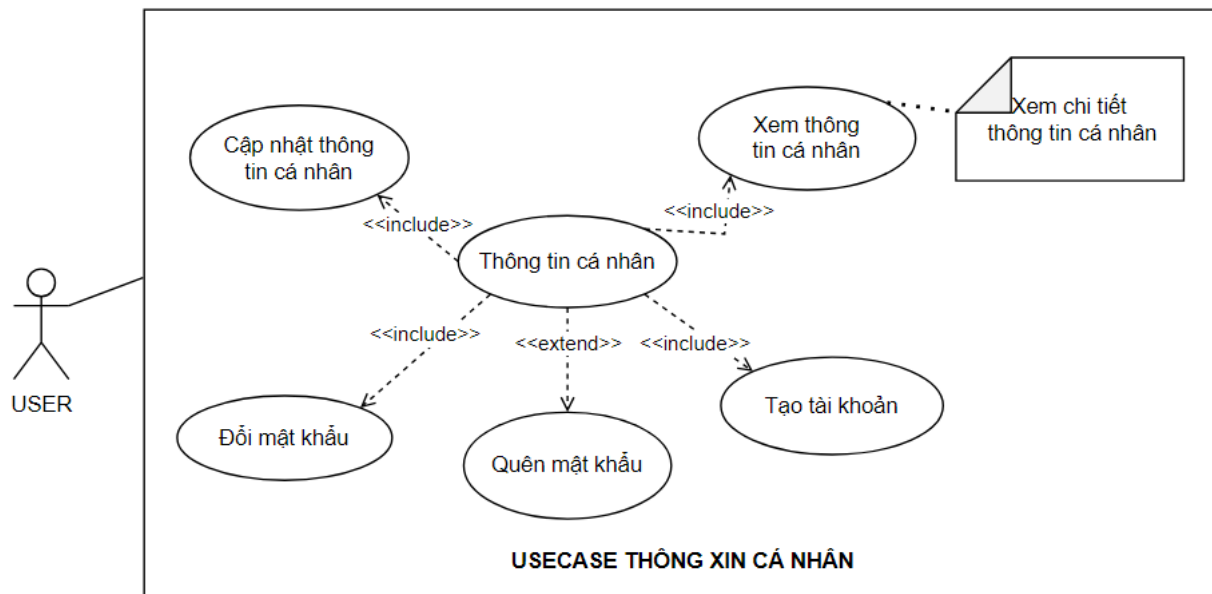 Cập nhật thông
tin cá nhân
Xem thông
tin cá nhân
Xem chi tiết
thông tin cá nhân
<<include>>
<<include>>
Thông tin cá nhân
<<include>>
<<extend>>
<<include>>
USER
Đổi mật khẩu
Quên mật khẩu
Tạo tài khoản
USECASE THÔNG XIN CÁ NHÂN